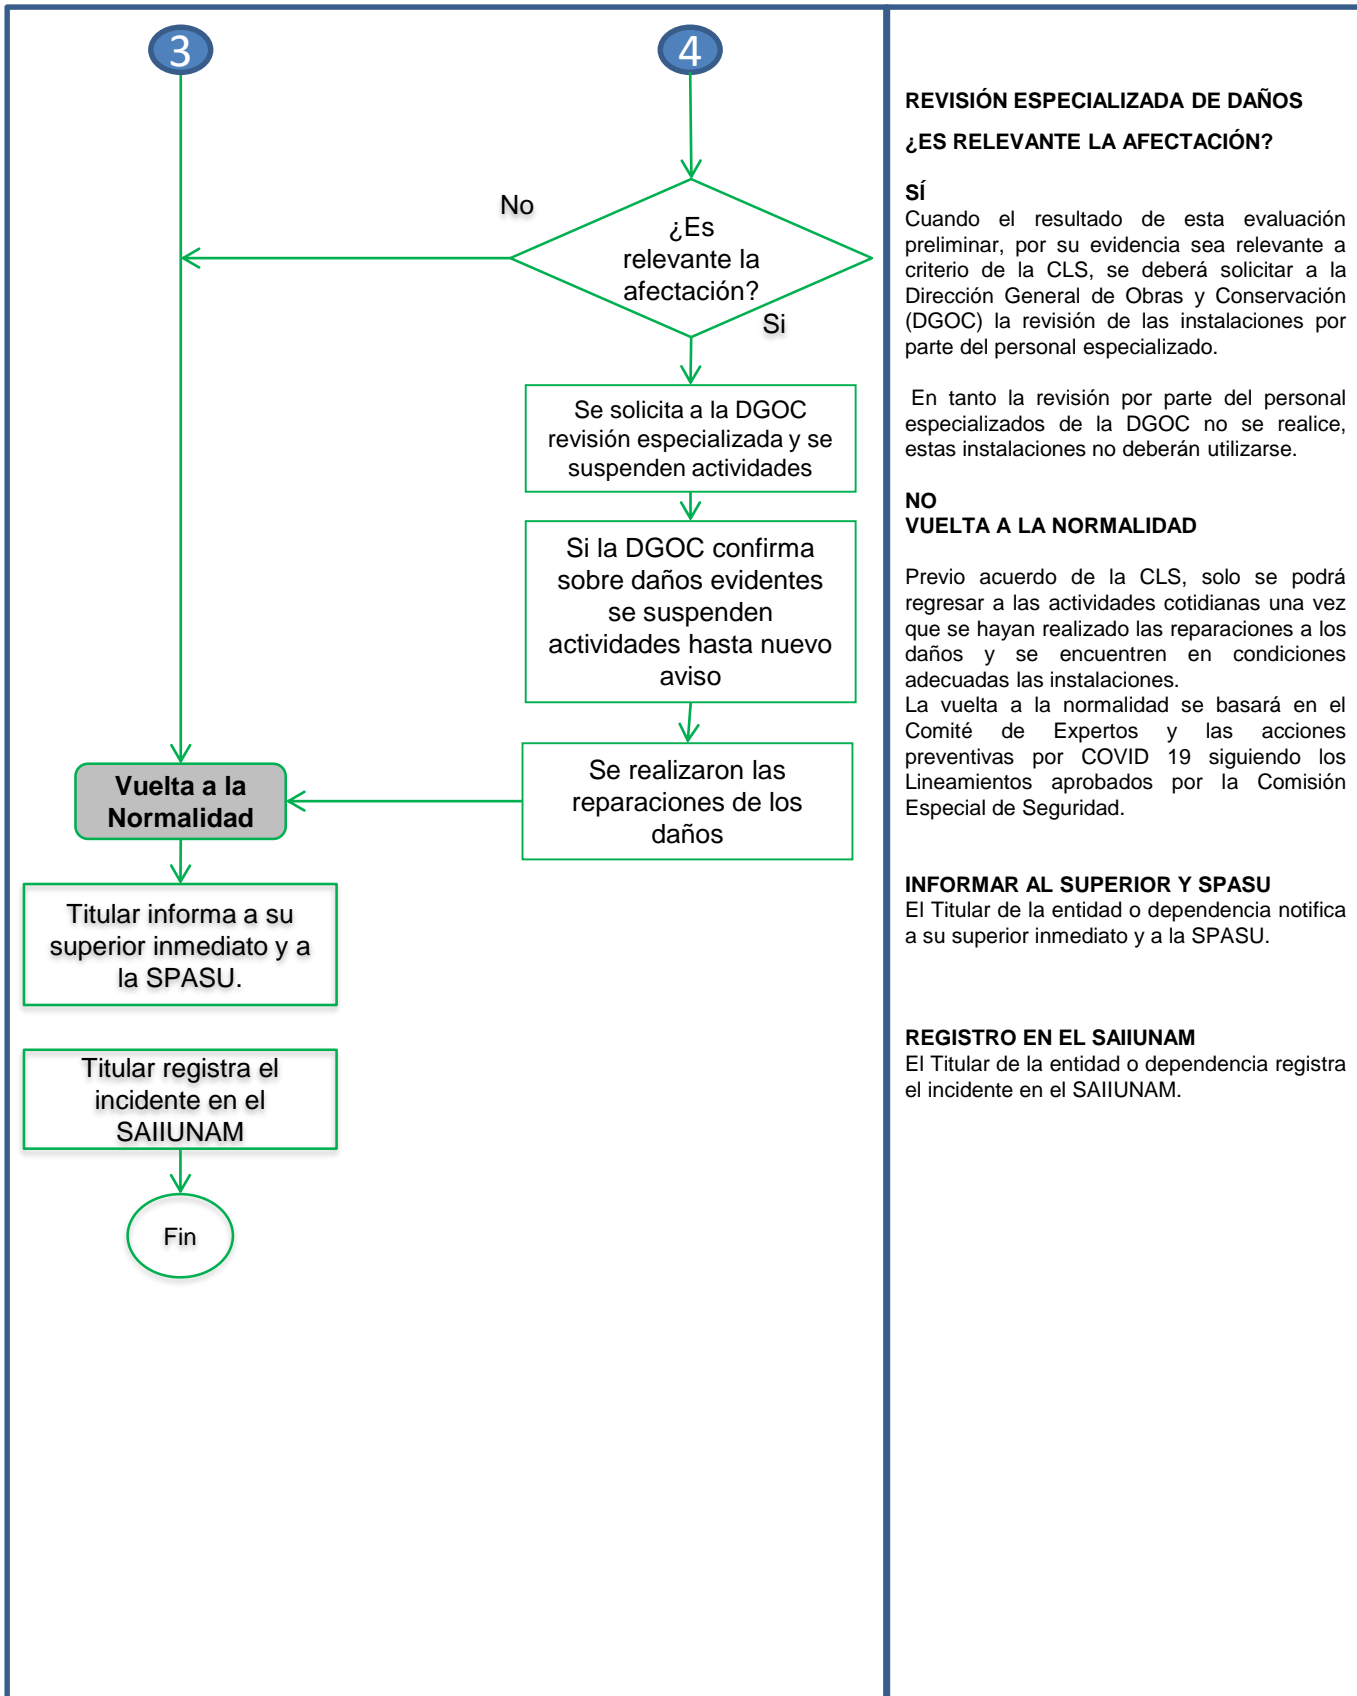 3
4
No
¿Es
relevante la
afectación?
Si
Se solicita a la DGOC
revisión especializada y se
suspenden actividades
Si la DGOC confirma
sobre daños evidentes
se suspenden
actividades hasta nuevo
aviso
Se realizaron las
reparaciones de los
daños
Vuelta a la
Normalidad
Titular informa a su
superior inmediato y a
la SPASU.
Titular registra el
incidente en el
SAIIUNAM
Fin
REVISIÓN ESPECIALIZADA DE DAÑOS
¿ES RELEVANTE LA AFECTACIÓN?
SÍ
Cuando el resultado de esta evaluación
preliminar, por su evidencia sea relevante a
criterio de la CLS, se deberá solicitar a la
Dirección General de Obras y Conservación
(DGOC) la revisión de las instalaciones por
parte del personal especializado.
En tanto la revisión por parte del personal
especializados de la DGOC no se realice,
estas instalaciones no deberán utilizarse.
NO
VUELTA A LA NORMALIDAD
Previo acuerdo de la CLS, solo se podrá
regresar a las actividades cotidianas una vez
que se hayan realizado las reparaciones a los
daños y se encuentren en condiciones
adecuadas las instalaciones.
La vuelta a la normalidad se basará en el
Comité de Expertos y las acciones
preventivas por COVID 19 siguiendo los
Lineamientos aprobados por la Comisión
Especial de Seguridad.
INFORMAR AL SUPERIOR Y SPASU
El Titular de la entidad o dependencia notifica
a su superior inmediato y a la SPASU.
REGISTRO EN EL SAIIUNAM
El Titular de la entidad o dependencia registra
el incidente en el SAIIUNAM.